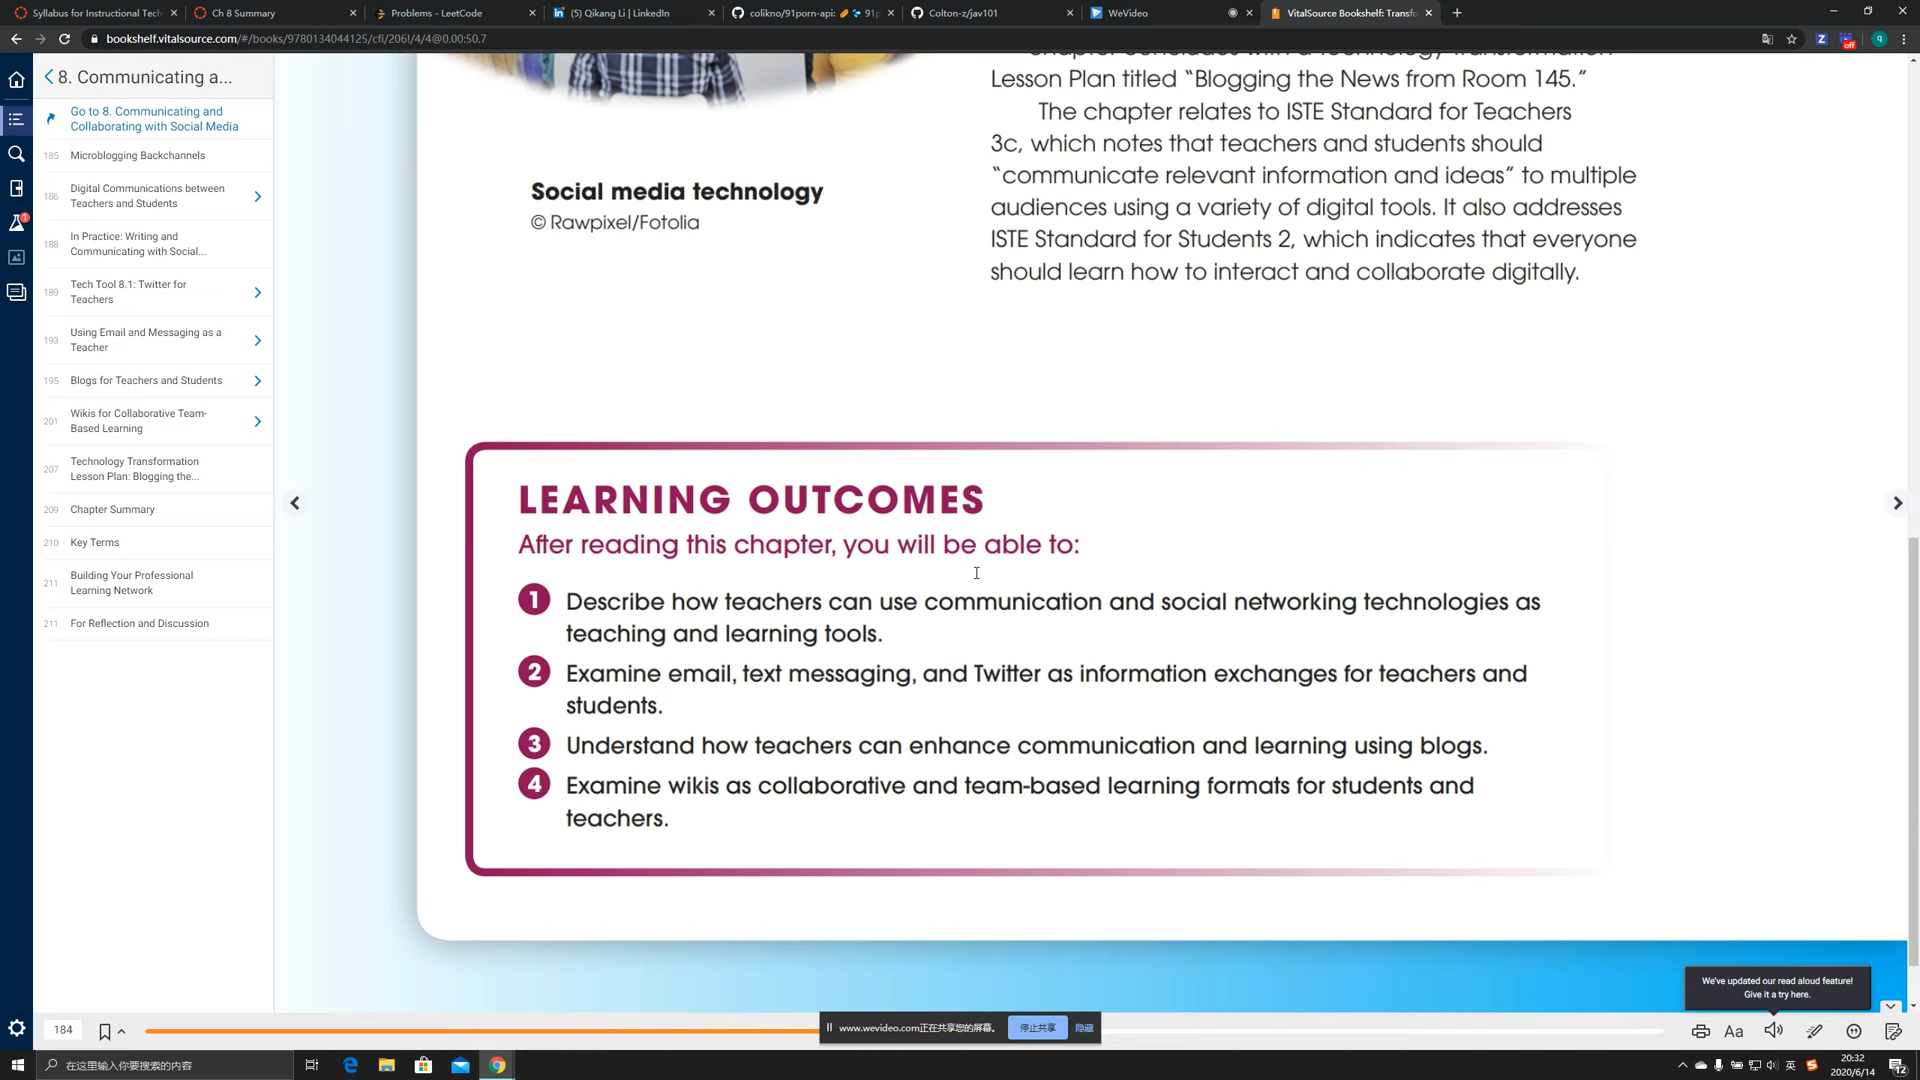 Syllabus for Instructional Tech
Ch 8 Summary
Problems - LeetCode
(5) Qikang Li | LinkedIn
colikno/91porn-api: 91p
Colton-z/jav101
WeVideo
VitalSource Bookshelf: Transfo
bookshelf.vitalsource.com/#/books/9780134044125/cfi/206!/4/4@0.00:50.7
off
q
8. Communicating a...
Go to 8. Communicating and
Collaborating with Social Media
185 Microblogging Backchannels
186 Digital Communications between
Teachers and Students
188 In Practice: Writing and
Communicating with Social...
189 Tech Tool 8.1: Twitter for
Teachers
193 Using Email and Messaging as a
Teacher
195 Blogs for Teachers and Students
201 Wikis for Collaborative Team-
Based Learning
207 Technology Transformation
Lesson Plan: Blogging the...
209 Chapter Summary
210 Key Terms
211 Building Your Professional
Learning Network
211 For Reflection and Discussion
1
Lesson Plan titled “Blogging the News from Room 145.”
The chapter relates to ISTE Standard for Teachers
3c, which notes that teachers and students should
“communicate relevant information and ideas” to multiple
audiences using a variety of digital tools. It also addresses
ISTE Standard for Students 2, which indicates that everyone
should learn how to interact and collaborate digitally.
Social media technology
© Rawpixel/Fotolia
LEARNING OUTCOMES
After reading this chapter, you will be able to:
1 Describe how teachers can use communication and social networking technologies as
teaching and learning tools.
2 Examine email, text messaging, and Twitter as information exchanges for teachers and
students.
3 Understand how teachers can enhance communication and learning using blogs.
4 Examine wikis as collaborative and team-based learning formats for students and
teachers.
We've updated our read aloud feature!
Give it a try here.
184
www.wevideo.com正在共享您的屏幕。 停止共享 隐藏
Aa
在这里输入你要搜索的内容
英
20:32
2020/6/14
12